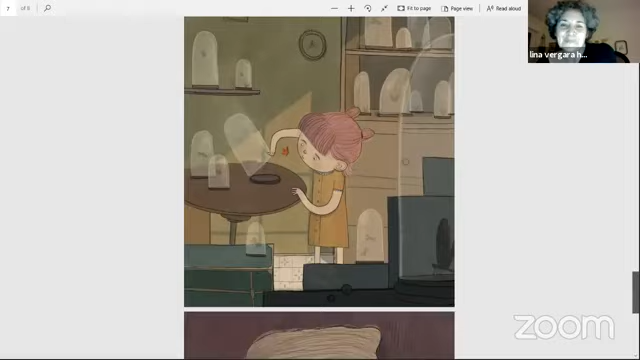 7 of 8
Fit to page
Page view
Read aloud
lina vergara h...
zoom